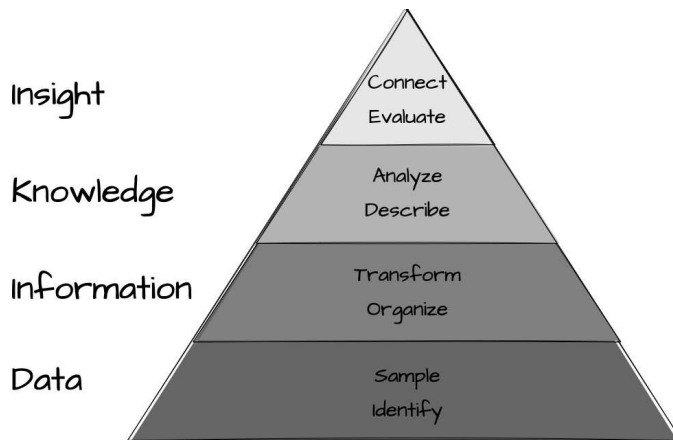 Insight
Connect
Evaluate
Knowledge
Analyze
Describe
Information
Transform
Organize
Data
Sample
Identify